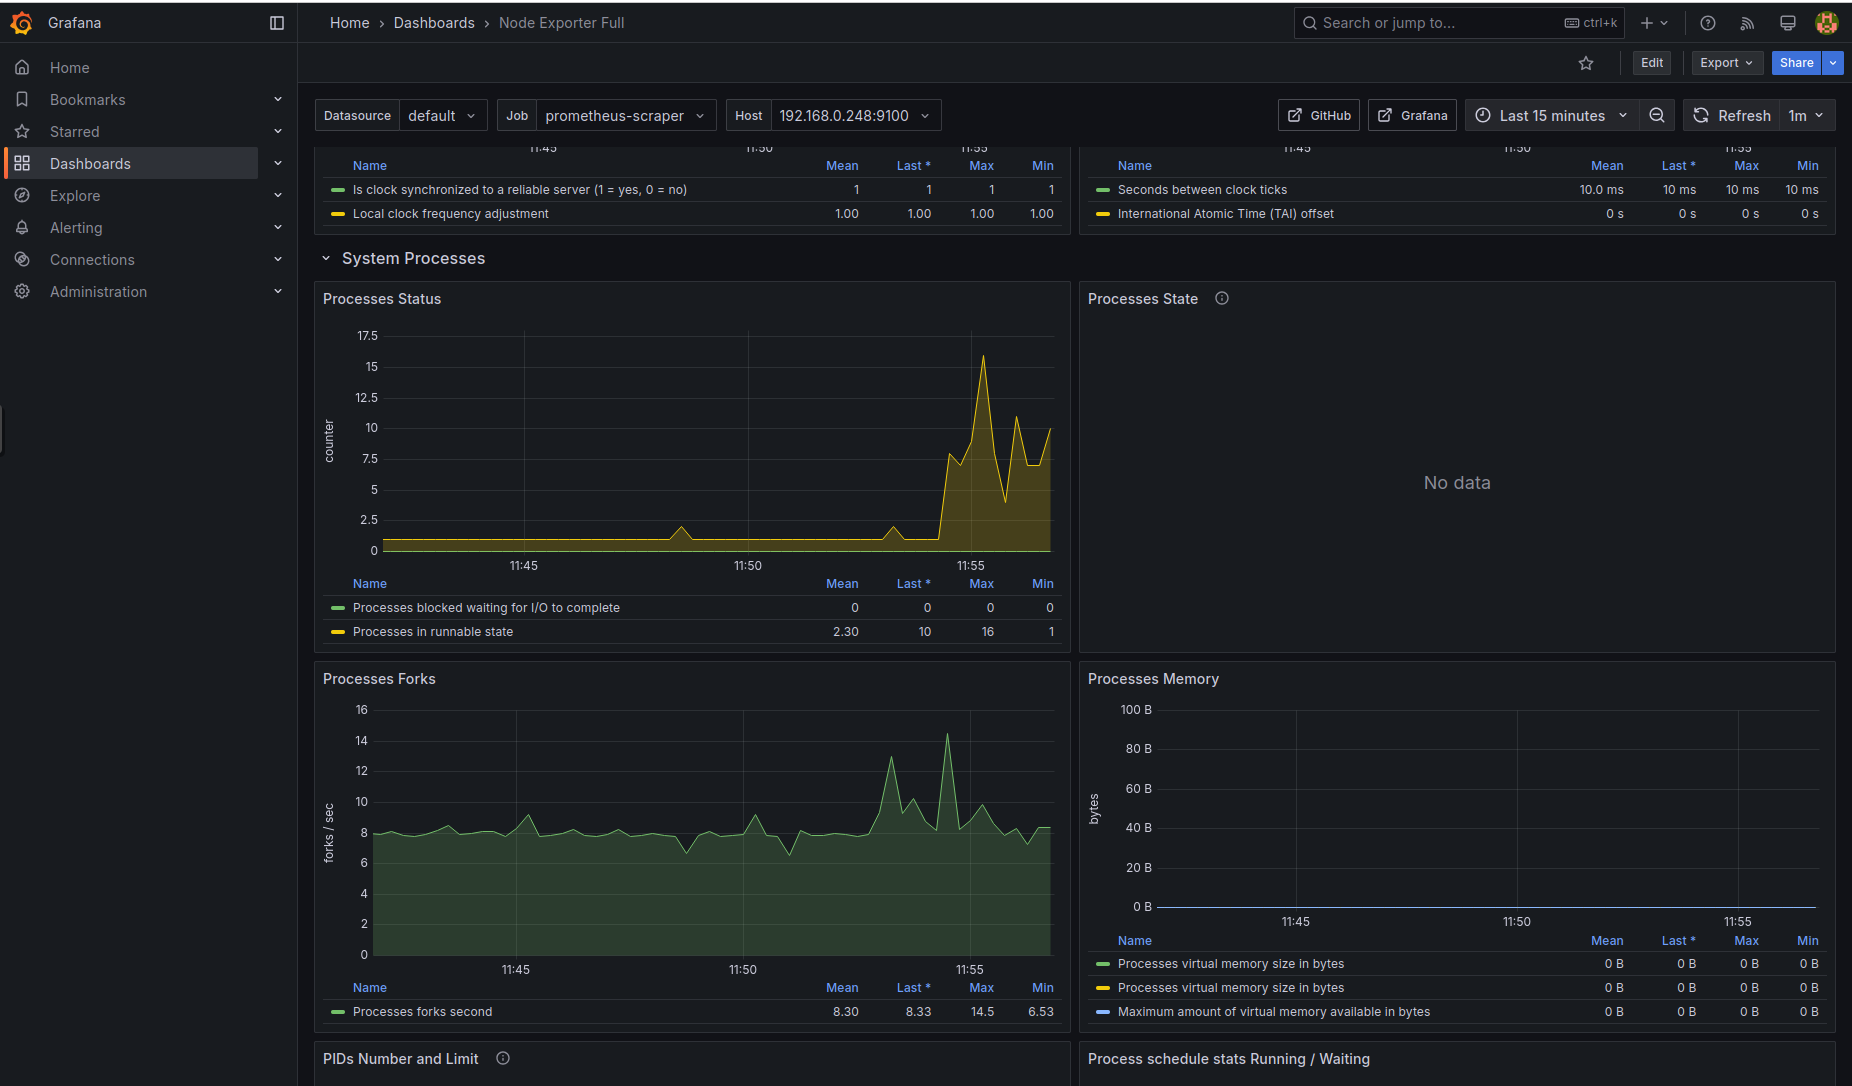 Grafana
Home › Dashboards › Node Exporter Full
Search or jump to... ctrl+k
Home
Bookmarks
Starred
Dashboards
Explore
Alerting
Connections
Administration
Edit Export Share
Datasource default Job prometheus-scraper Host 192.168.0.248:9100
GitHub Grafana Last 15 minutes Refresh 1m
11:45 11:50 11:55
Name Mean Last * Max Min
Is clock synchronized to a reliable server (1 = yes, 0 = no) 1 1 1 1
Local clock frequency adjustment 1.00 1.00 1.00 1.00
11:45 11:50 11:55
Name Mean Last * Max Min
Seconds between clock ticks 10.0 ms 10 ms 10 ms 10 ms
International Atomic Time (TAI) offset 0 s 0 s 0 s 0 s
System Processes
Processes Status
counter
17.5
15
12.5
10
7.5
5
2.5
0
11:45 11:50 11:55
Name Mean Last * Max Min
Processes blocked waiting for I/O to complete 0 0 0 0
Processes in runnable state 2.30 10 16 1
Processes State
No data
Processes Forks
forks / sec
16
14
12
10
8
6
4
2
0
11:45 11:50 11:55
Name Mean Last * Max Min
Processes forks second 8.30 8.33 14.5 6.53
Processes Memory
bytes
100 B
80 B
60 B
40 B
20 B
0 B
11:45 11:50 11:55
Name Mean Last * Max Min
Processes virtual memory size in bytes 0 B 0 B 0 B 0 B
Processes virtual memory size in bytes 0 B 0 B 0 B 0 B
Maximum amount of virtual memory available in bytes 0 B 0 B 0 B 0 B
PIDs Number and Limit
Process schedule stats Running / Waiting